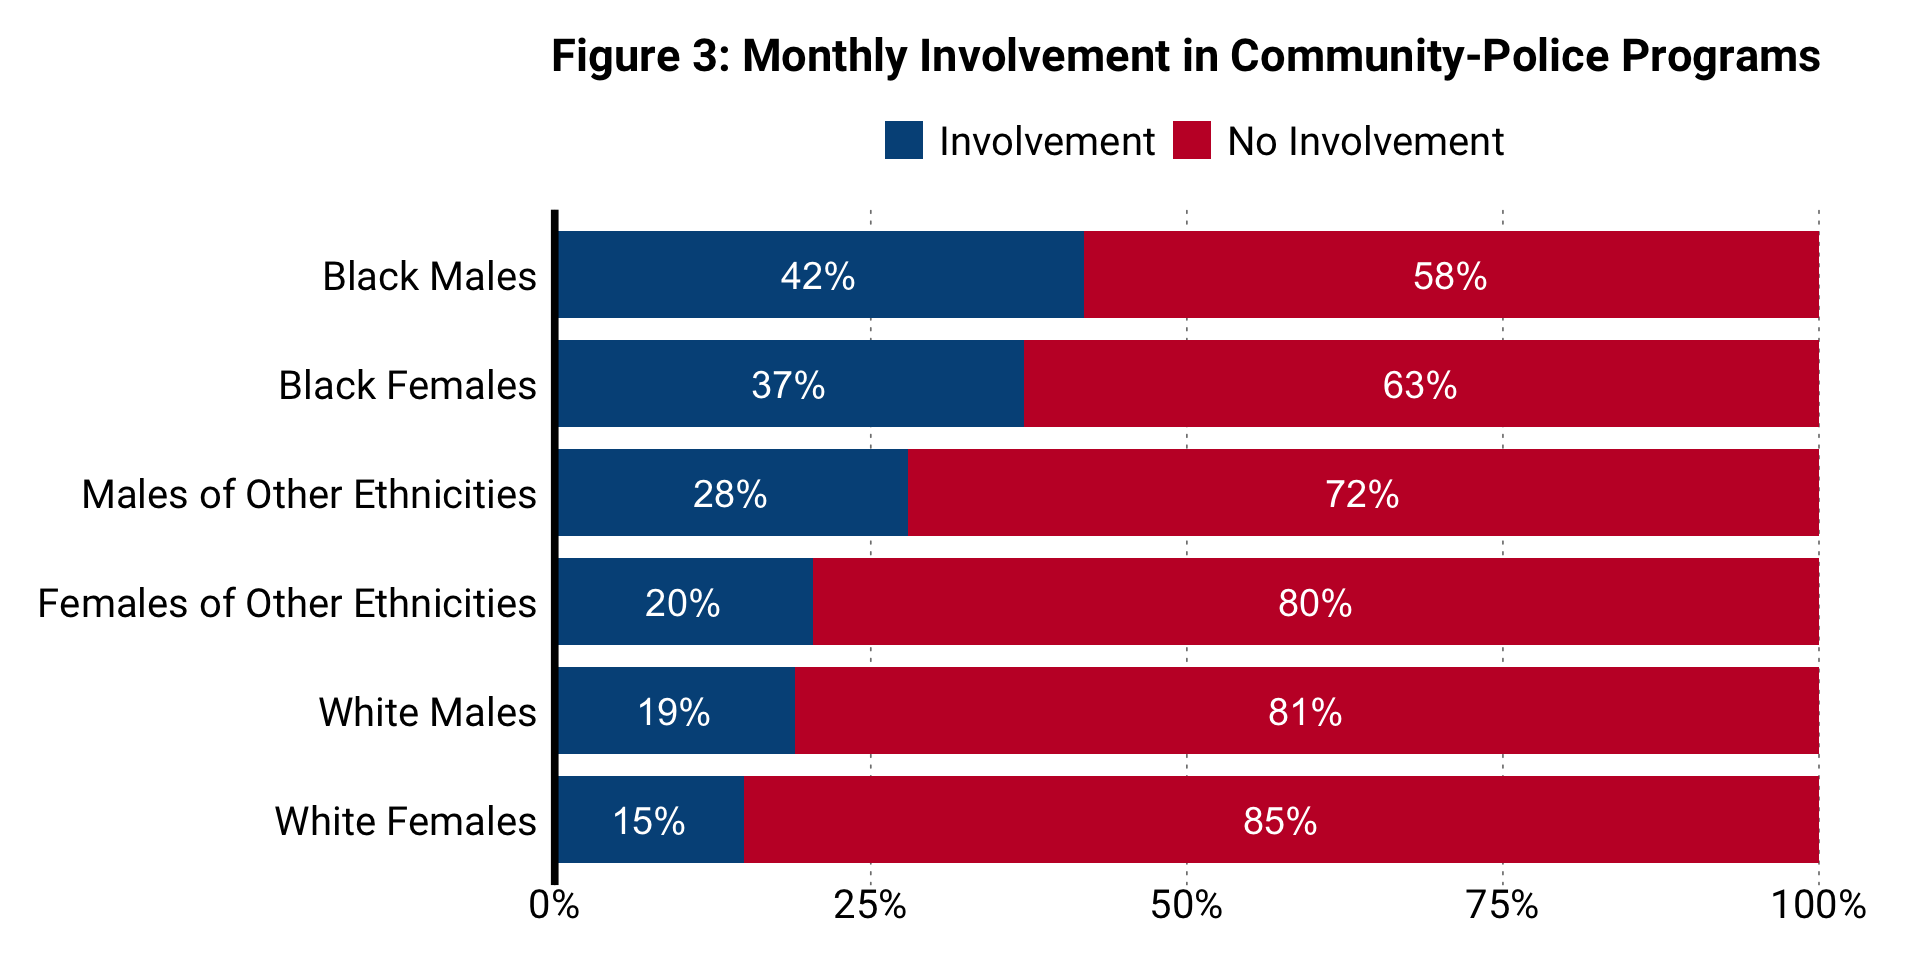 Figure 3: Monthly Involvement in Community-Police Programs
Involvement No Involvement
Black Males 42% 58%
Black Females 37% 63%
Males of Other Ethnicities 28% 72%
Females of Other Ethnicities 20% 80%
White Males 19% 81%
White Females 15% 85%
0% 25% 50% 75% 100%